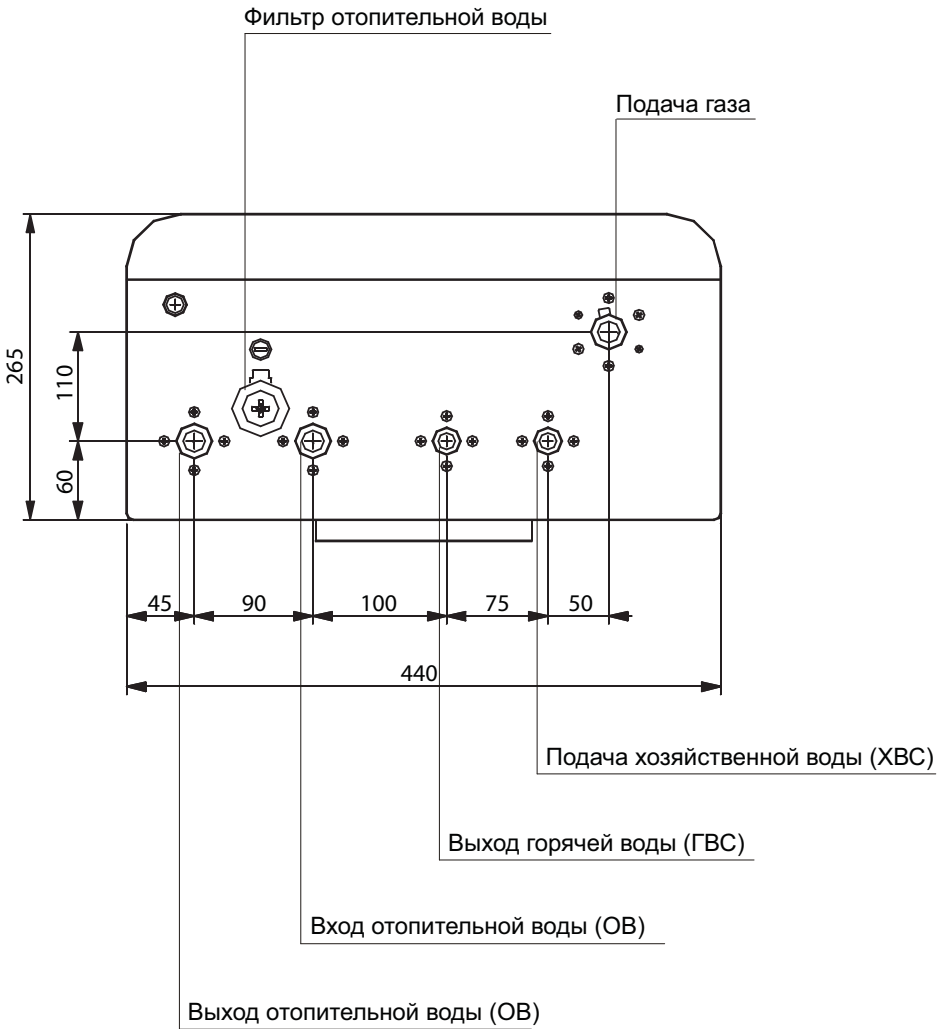 Фильтр отопительной воды
Подача газа
265
110
60
45
90
100
75
50
440
Подача хозяйственной воды (ХВС)
Выход горячей воды (ГВС)
Вход отопительной воды (ОВ)
Выход отопительной воды (ОВ)